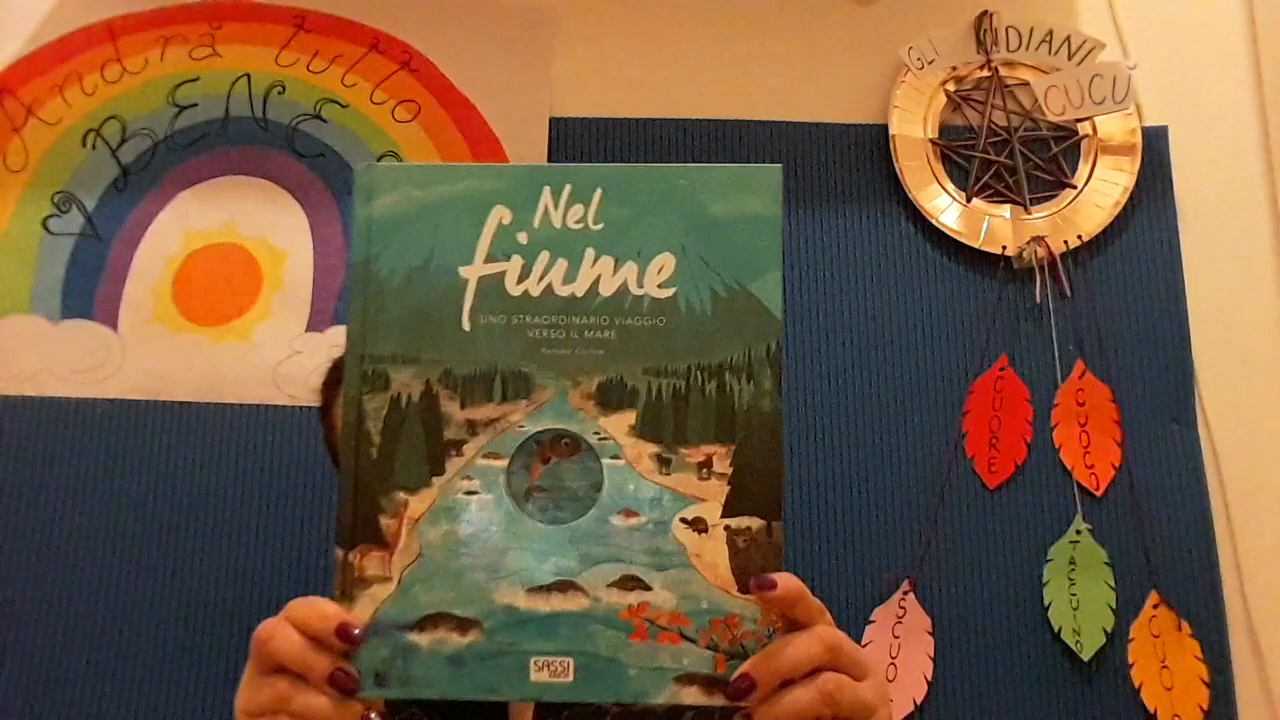 Andrà tutto
BENE
Nel
fiume
UNO STRAORDINARIO VIAGGIO
VERSO IL MARE
SASSI
GLI
INDIANI
CUCÙ
CUORE
CUOCO
TACCUINO
SCUO
CUO